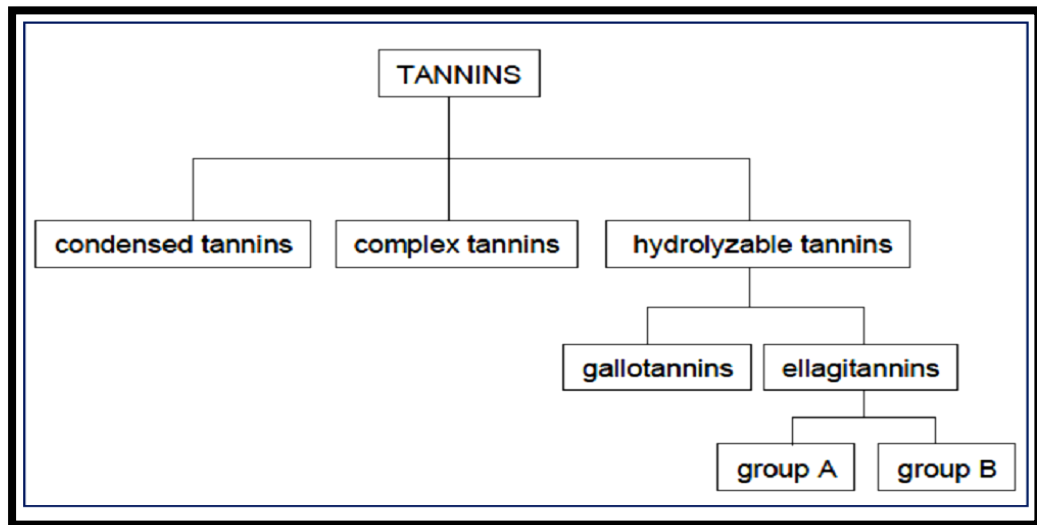 TANNINS
condensed tannins
complex tannins
hydrolyzable tannins
gallotannins
ellagitannins
group A
group B